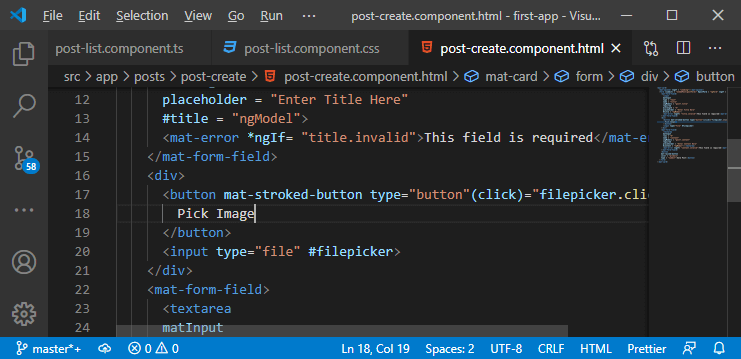 File Edit Selection View Go Run ··· post-create.component.html - first-app - Visu...
post-list.component.ts post-list.component.css post-create.component.html
src > app > posts > post-create > post-create.component.html > mat-card > form > div > button
12 placeholder = "Enter Title Here"
13 #title = "ngModel">
14 <mat-error *ngIf= "title.invalid">This field is required</mat-e
15 </mat-form-field>
16 <div>
17 <button mat-stroked-button type="button"(click)="filepicker.clic
18 Pick Image
19 </button>
20 <input type="file" #filepicker>
21 </div>
22 <mat-form-field>
23 <textarea
24 matInput
58
master*+ 0 0 Ln 18, Col 19 Spaces: 2 UTF-8 CRLF HTML Prettier